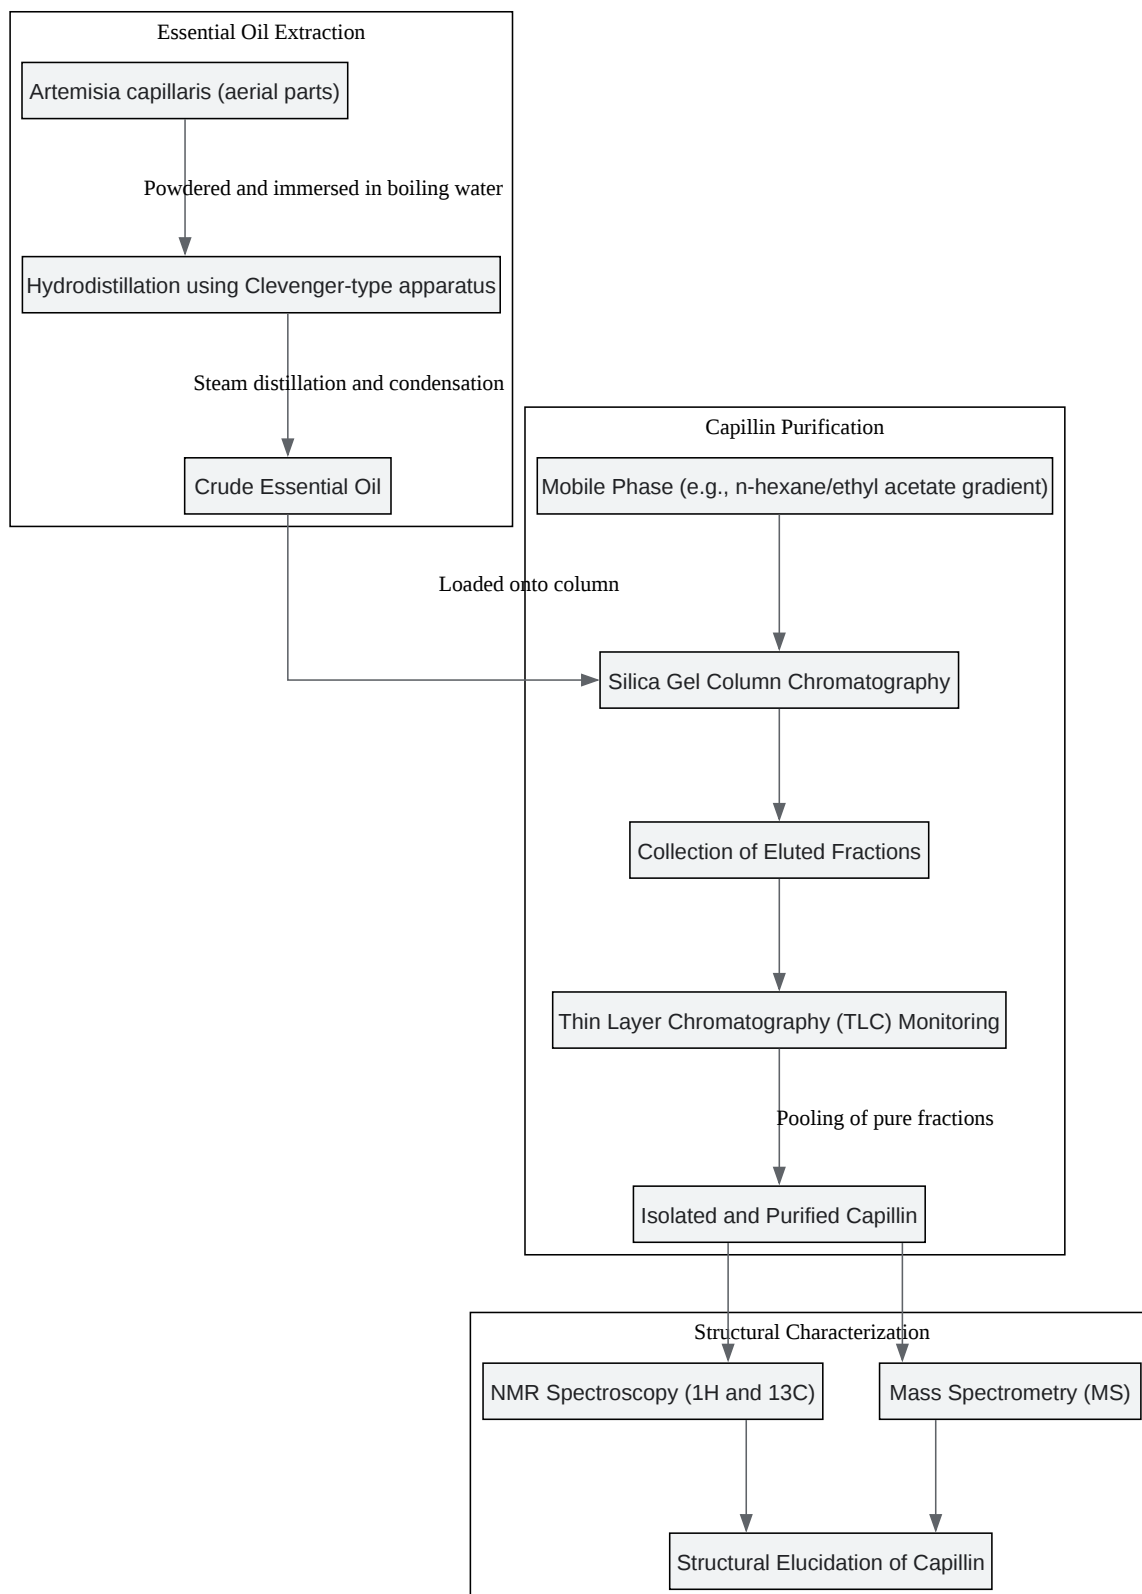 Essential Oil Extraction
Artemisia capillaris (aerial parts)
Powdered and immersed in boiling water
Hydrodistillation using Clevenger-type apparatus
Steam distillation and condensation
Crude Essential Oil
Capillin Purification
Mobile Phase (e.g., n-hexane/ethyl acetate gradient)
Loaded onto column
Silica Gel Column Chromatography
Collection of Eluted Fractions
Thin Layer Chromatography (TLC) Monitoring
Pooling of pure fractions
Isolated and Purified Capillin
Structural Characterization
NMR Spectroscopy (1H and 13C)
Mass Spectrometry (MS)
Structural Elucidation of Capillin